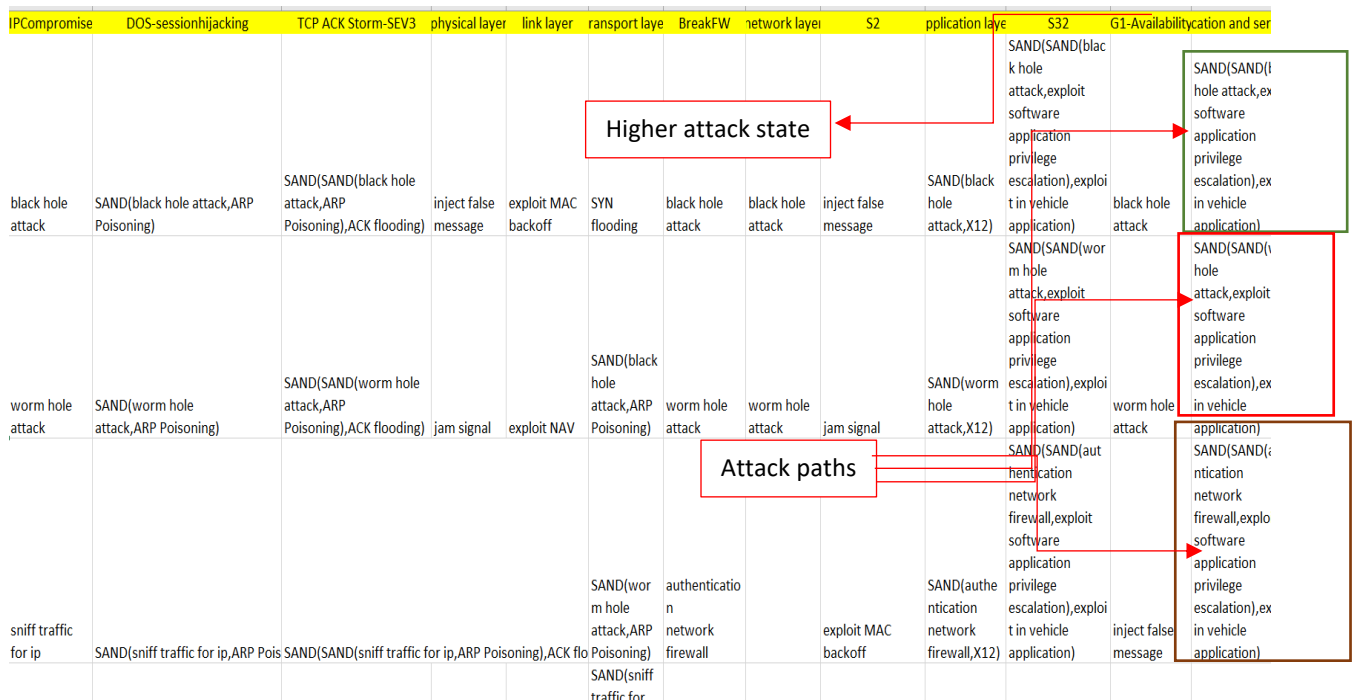 IPCompromise
DOS-sessionhijacking
TCP ACK Storm-SEV3
physical layer
link layer
ransport laye
BreakFW
network layer
S2
pplication laye
S32
G1-Availability
cation and ser
Higher attack state
Attack paths
black hole
attack
SAND(black hole attack,ARP
Poisoning)
SAND(SAND(black hole
attack,ARP
Poisoning),ACK flooding)
inject false
message
exploit MAC
backoff
SYN
flooding
black hole
attack
black hole
attack
inject false
message
SAND(black
hole
attack,X12)
SAND(SAND(blac
k hole
attack,exploit
software
application
privilege
escalation),exploi
t in vehicle
application)
black hole
attack
SAND(SAND(
hole attack,ex
software
application
privilege
escalation),ex
in vehicle
application)
worm hole
attack
SAND(worm hole
attack,ARP Poisoning)
SAND(SAND(worm hole
attack,ARP
Poisoning),ACK flooding)
jam signal
exploit NAV
SAND(black
hole
attack,ARP
Poisoning)
worm hole
attack
worm hole
attack
jam signal
SAND(worm
hole
attack,X12)
SAND(SAND(wor
m hole
attack,exploit
software
application
privilege
escalation),exploi
t in vehicle
application)
worm hole
attack
SAND(SAND(
hole
attack,exploit
software
application
privilege
escalation),ex
in vehicle
application)
sniff traffic
for ip
SAND(sniff traffic for ip,ARP Pois
SAND(SAND(sniff traffic for ip,ARP Poisoning),ACK flo
SAND(wor
m hole
attack,ARP
Poisoning)
authenticatio
n
network
firewall
exploit MAC
backoff
SAND(authe
ntication
network
firewall,X12)
SAND(SAND(aut
hentication
network
firewall,exploit
software
application
privilege
escalation),exploi
t in vehicle
application)
inject false
message
SAND(SAND(
ntication
network
firewall,explo
software
application
privilege
escalation),ex
in vehicle
application)
SAND(sniff
traffic for